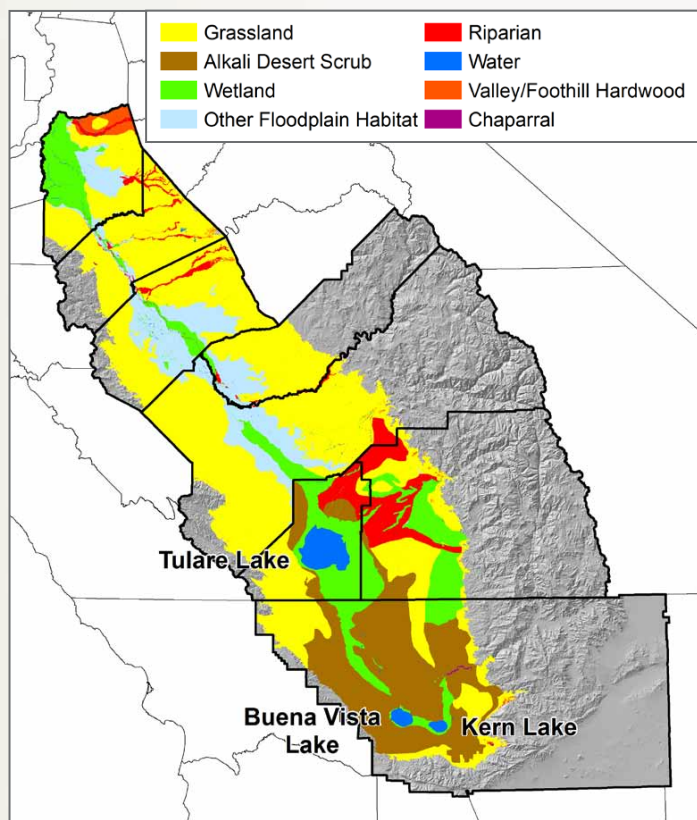 Grassland
Alkali Desert Scrub
Wetland
Other Floodplain Habitat
Riparian
Water
Valley/Foothill Hardwood
Chaparral
Tulare Lake
Buena Vista
Lake
Kern Lake